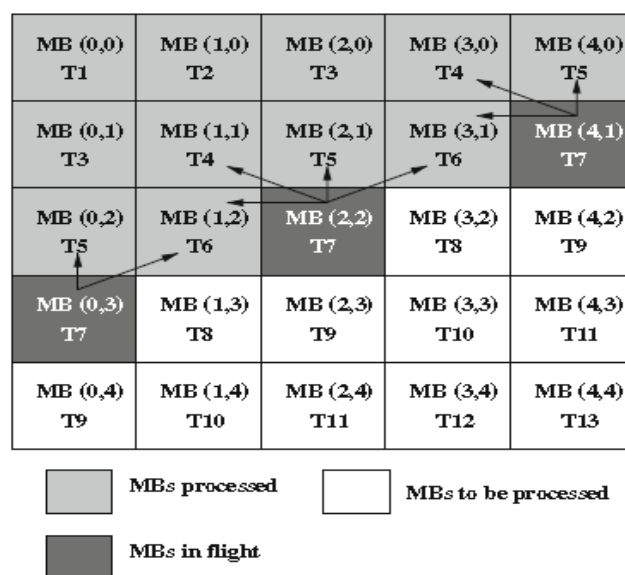 MB (0,0) MB (1,0) MB (2,0) MB (3,0) MB (4,0)
T1 T2 T3 T4 T5
MB (0,1) MB (1,1) MB (2,1) MB (3,1) MB (4,1)
T3 T4 T5 T6 T7
MB (0,2) MB (1,2) MB (2,2) MB (3,2) MB (4,2)
T5 T6 T7 T8 T9
MB (0,3) MB (1,3) MB (2,3) MB (3,3) MB (4,3)
T7 T8 T9 T10 T11
MB (0,4) MB (1,4) MB (2,4) MB (3,4) MB (4,4)
T9 T10 T11 T12 T13
MBs processed
MBs to be processed
MBs in flight